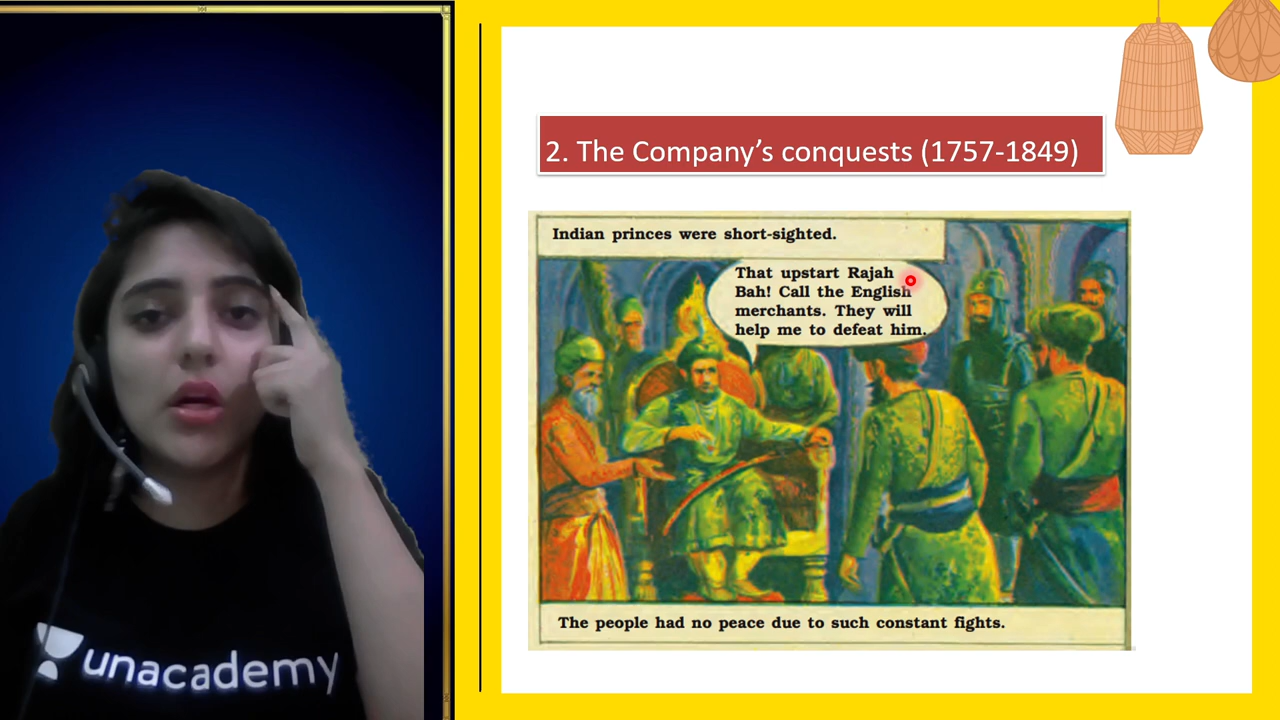 unacademy
2. The Company’s conquests (1757-1849)
Indian princes were short-sighted.
That upstart Rajah
Bah! Call the English
merchants. They will
help me to defeat him.
The people had no peace due to such constant fights.